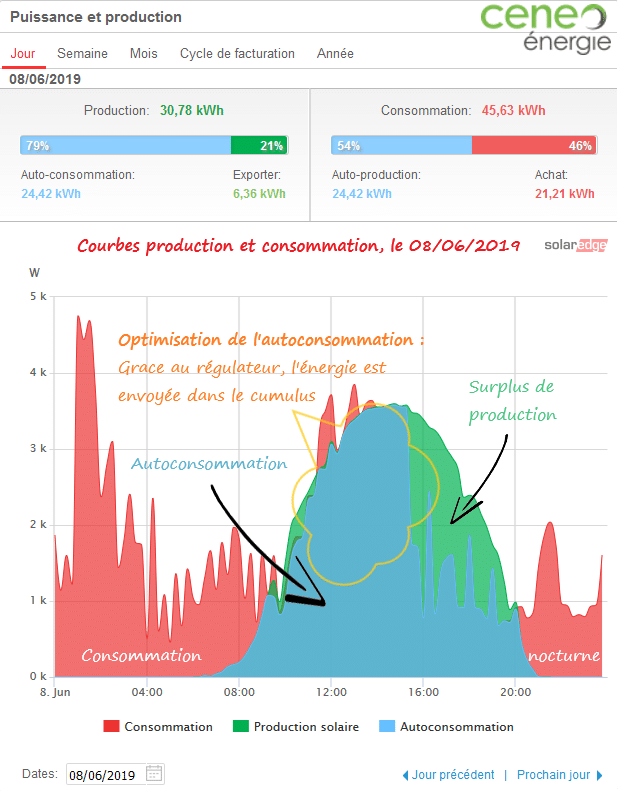 Puissance et production
ceneo
énergie
Jour Semaine Mois Cycle de facturation Année
08/06/2019
Production: 30,78 kWh
79% 21%
Auto-consommation: Exporter:
24,42 kWh 6,36 kWh
Consommation: 45,63 kWh
54% 46%
Auto-production: Achat:
24,42 kWh 21,21 kWh
Courbes production et consommation, le 08/06/2019
solaredge
W
5 k
4 k
3 k
2 k
1 k
0 k
Optimisation de l'autoconsommation :
Grace au régulateur, l'énergie est
envoyée dans le cumulus
Surplus de
production
Autoconsommation
Consommation
nocturne
8. Jun 04:00 08:00 12:00 16:00 20:00
Consommation Production solaire Autoconsommation
Dates: 08/06/2019 Jour précédent | Prochain jour